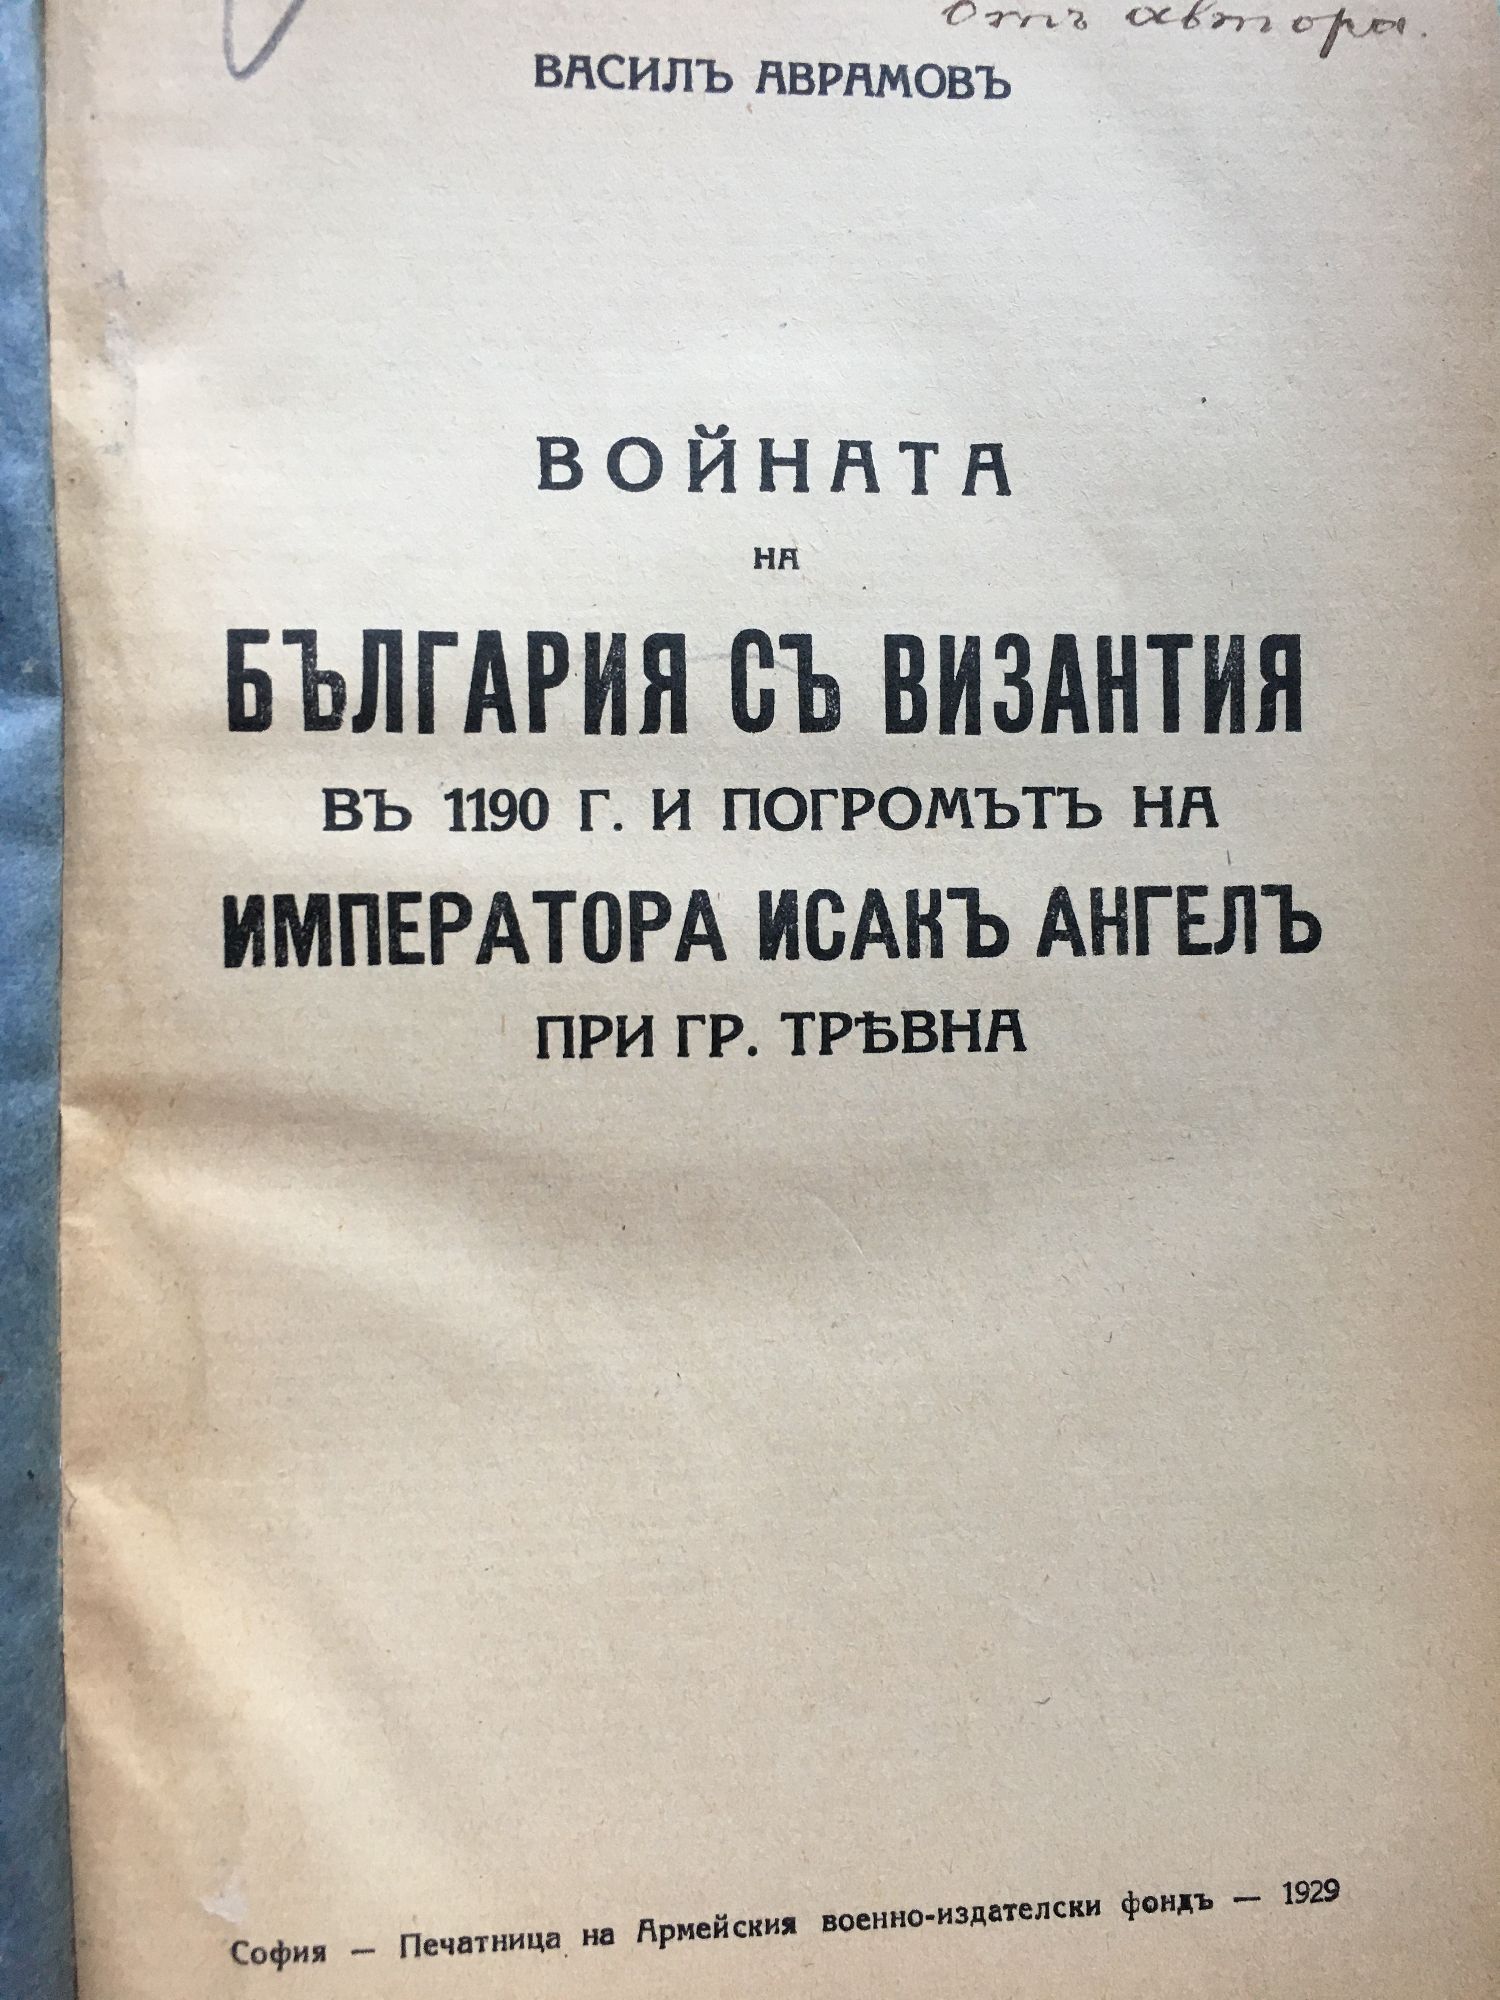 отъ автора.
ВАСИЛЪ АВРАМОВЪ
ВОЙНАТА
НА
БЪЛГАРИЯ СЪ ВИЗАНТИЯ
ВЪ 1190 Г. И ПОГРОМЪТЪ НА
ИМПЕРАТОРА ИСАКЪ АНГЕЛЪ
ПРИ ГР. ТРѢВНА
София — Печатница на Армейския военно-издателски фондъ — 1929